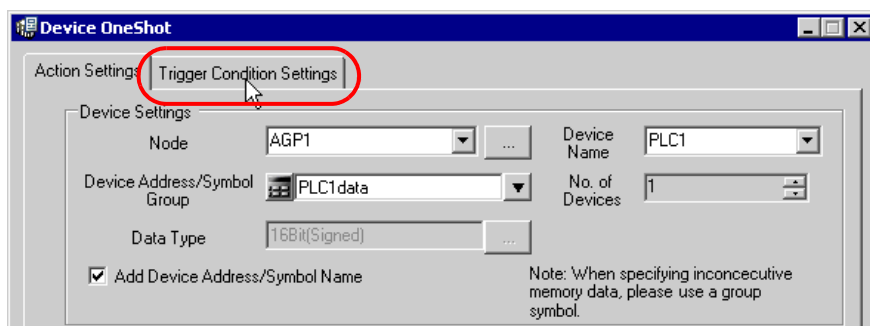 Device OneShot
Action Settings
Trigger Condition Settings
Device Settings
Node
AGP1
...
Device
Name
PLC1
Device Address/Symbol
Group
PLC1data
No. of
Devices
1
Data Type
16Bit(Signed)
...
Add Device Address/Symbol Name
Note: When specifying inconcecutive
memory data, please use a group
symbol.